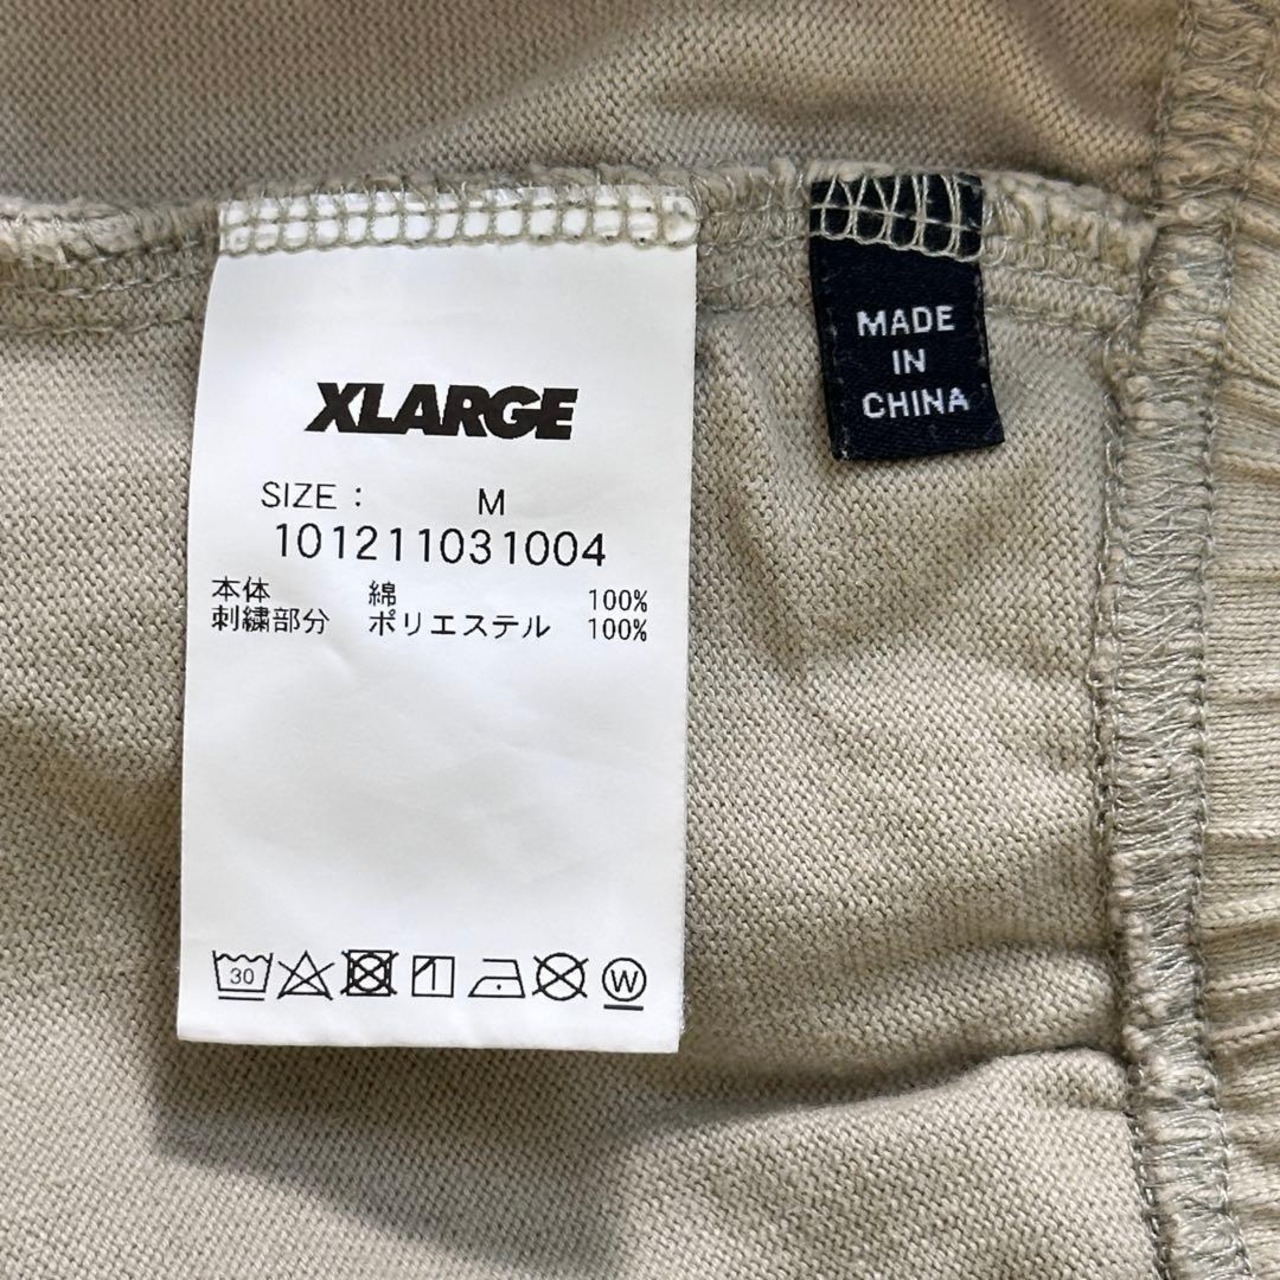 XLARGE
SIZE : M
101211031004
本体 綿 100%
刺繍部分 ポリエステル 100%
30
W
MADE
IN
CHINA